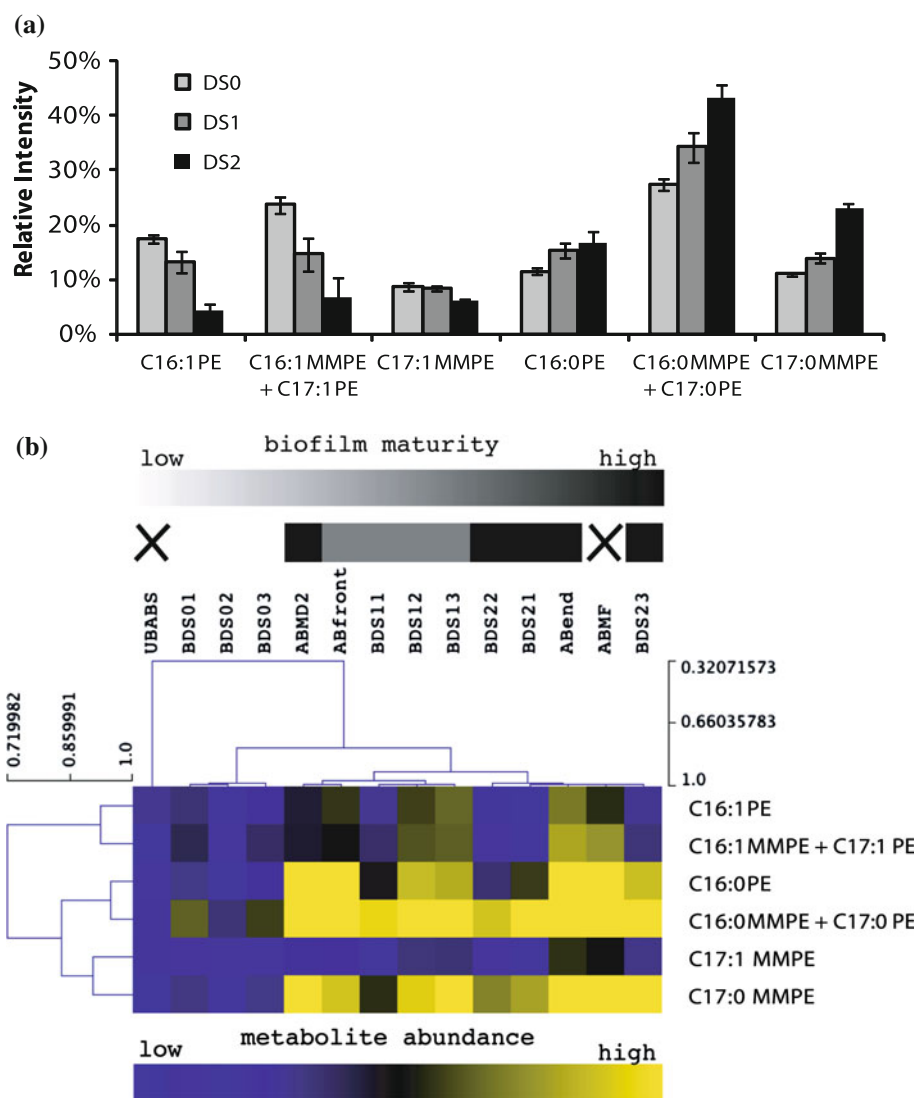 (a)
50%
40%
30%
20%
10%
0%
Relative Intensity
DS0
DS1
DS2
C16:1PE
C16:1MMPE
+ C17:1PE
C17:1MMPE
C16:0PE
C16:0MMPE
+ C17:0PE
C17:0MMPE
(b)
biofilm maturity
low
high
UBABS
BDS01
BDS02
BDS03
ABMD2
ABfront
BDS11
BDS12
BDS13
BDS22
BDS21
ABend
ABMF
BDS23
0.32071573
0.66035783
1.0
0.719982
0.859991
1.0
C16:1PE
C16:1MMPE + C17:1 PE
C16:0PE
C16:0MMPE + C17:0 PE
C17:1 MMPE
C17:0 MMPE
metabolite abundance
low
high